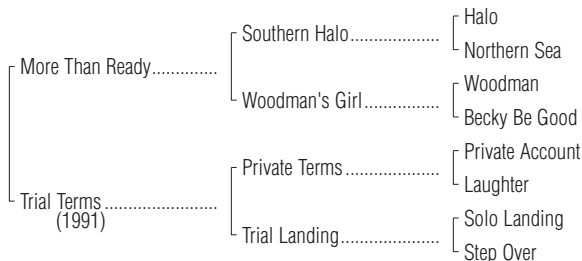 Halo
Southern Halo...................
Northern Sea
More Than Ready.............
Woodman
Woodman's Girl................
Becky Be Good
Private Account
Private Terms....................
Laughter
Trial Terms......................
(1991)
Solo Landing
Trial Landing.....................
Step Over